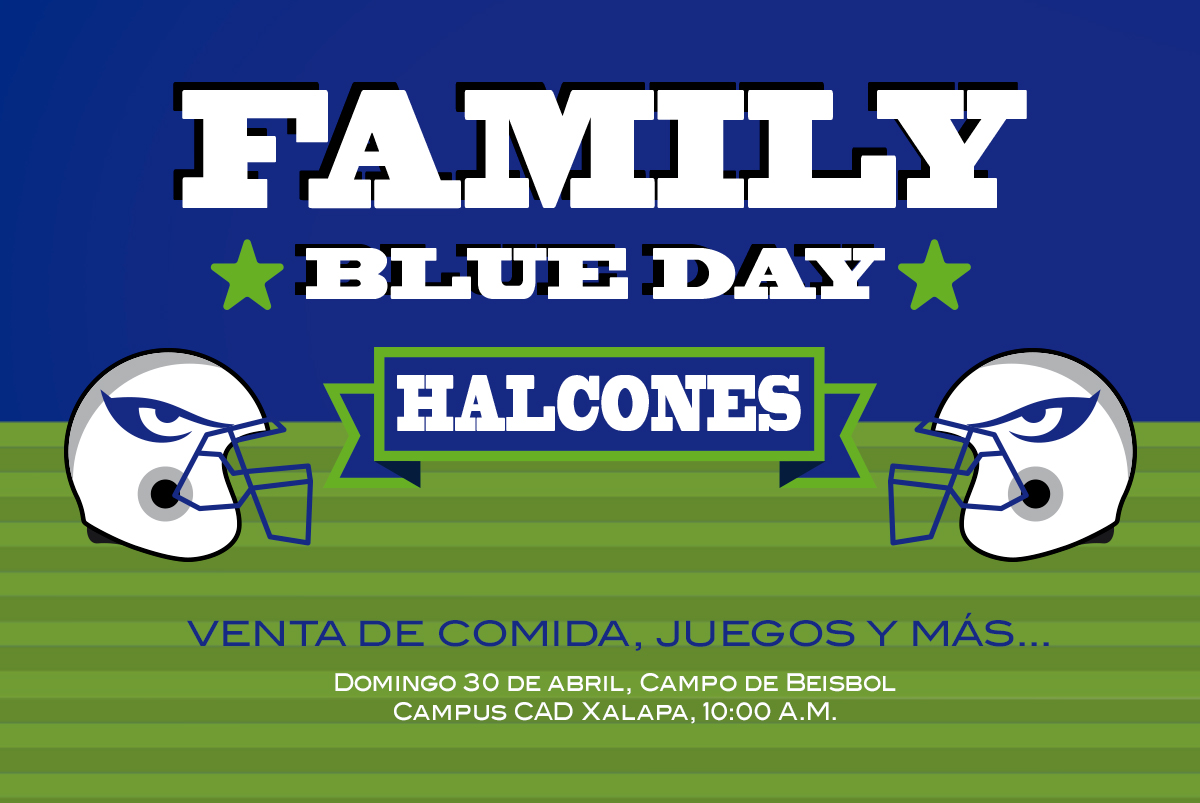 FAMILY
BLUE DAY
HALCONES
VENTA DE COMIDA, JUEGOS Y MÁS...
DOMINGO 30 DE ABRIL, CAMPO DE BEISBOL
CAMPUS CAD XALAPA, 10:00 A.M.